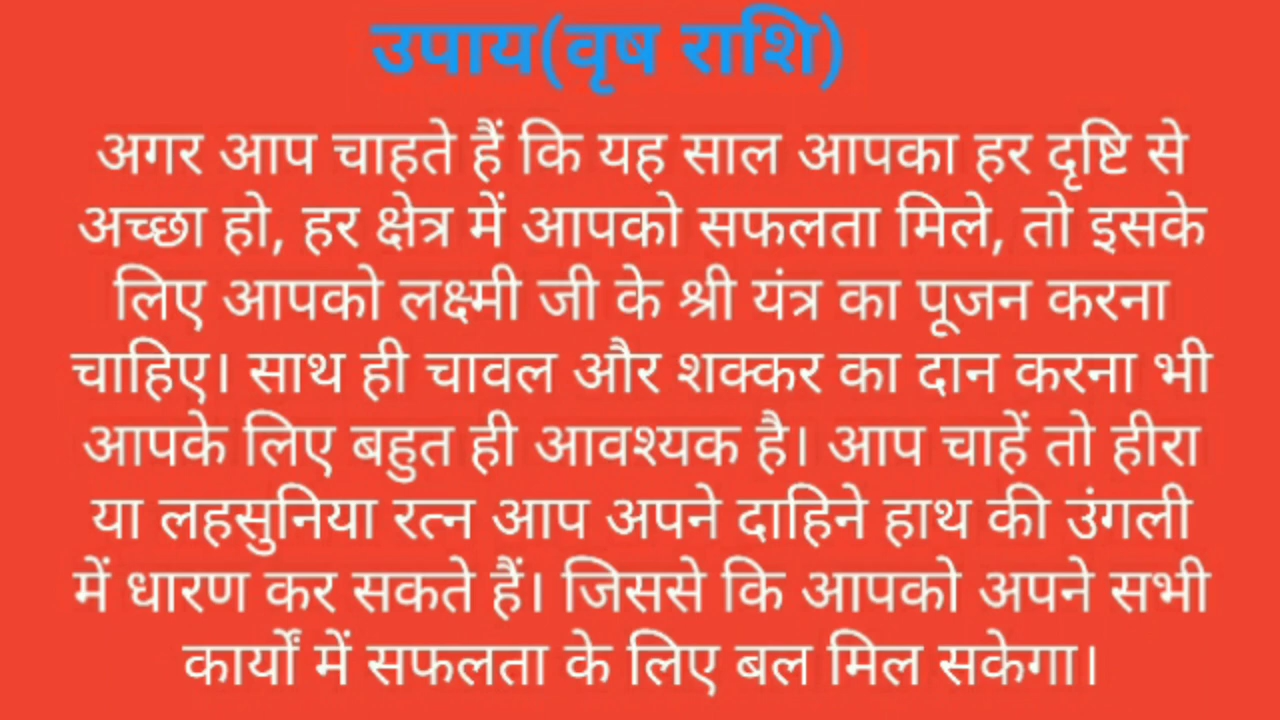 उपाय(वृष राशि)
अगर आप चाहते हैं कि यह साल आपका हर दृष्टि से
अच्छा हो, हर क्षेत्र में आपको सफलता मिले, तो इसके
लिए आपको लक्ष्मी जी के श्री यंत्र का पूजन करना
चाहिए। साथ ही चावल और शक्कर का दान करना भी
आपके लिए बहुत ही आवश्यक है। आप चाहें तो हीरा
या लहसुनिया रत्न आप अपने दाहिने हाथ की उंगली
में धारण कर सकते हैं। जिससे कि आपको अपने सभी
कार्यों में सफलता के लिए बल मिल सकेगा।